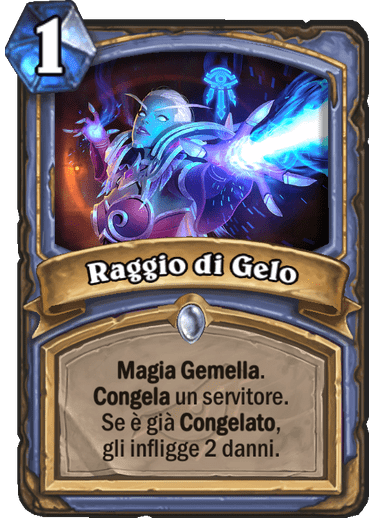 1
Raggio di Gelo
Magia Gemella.
Congela un servitore.
Se è già Congelato,
gli infligge 2 danni.